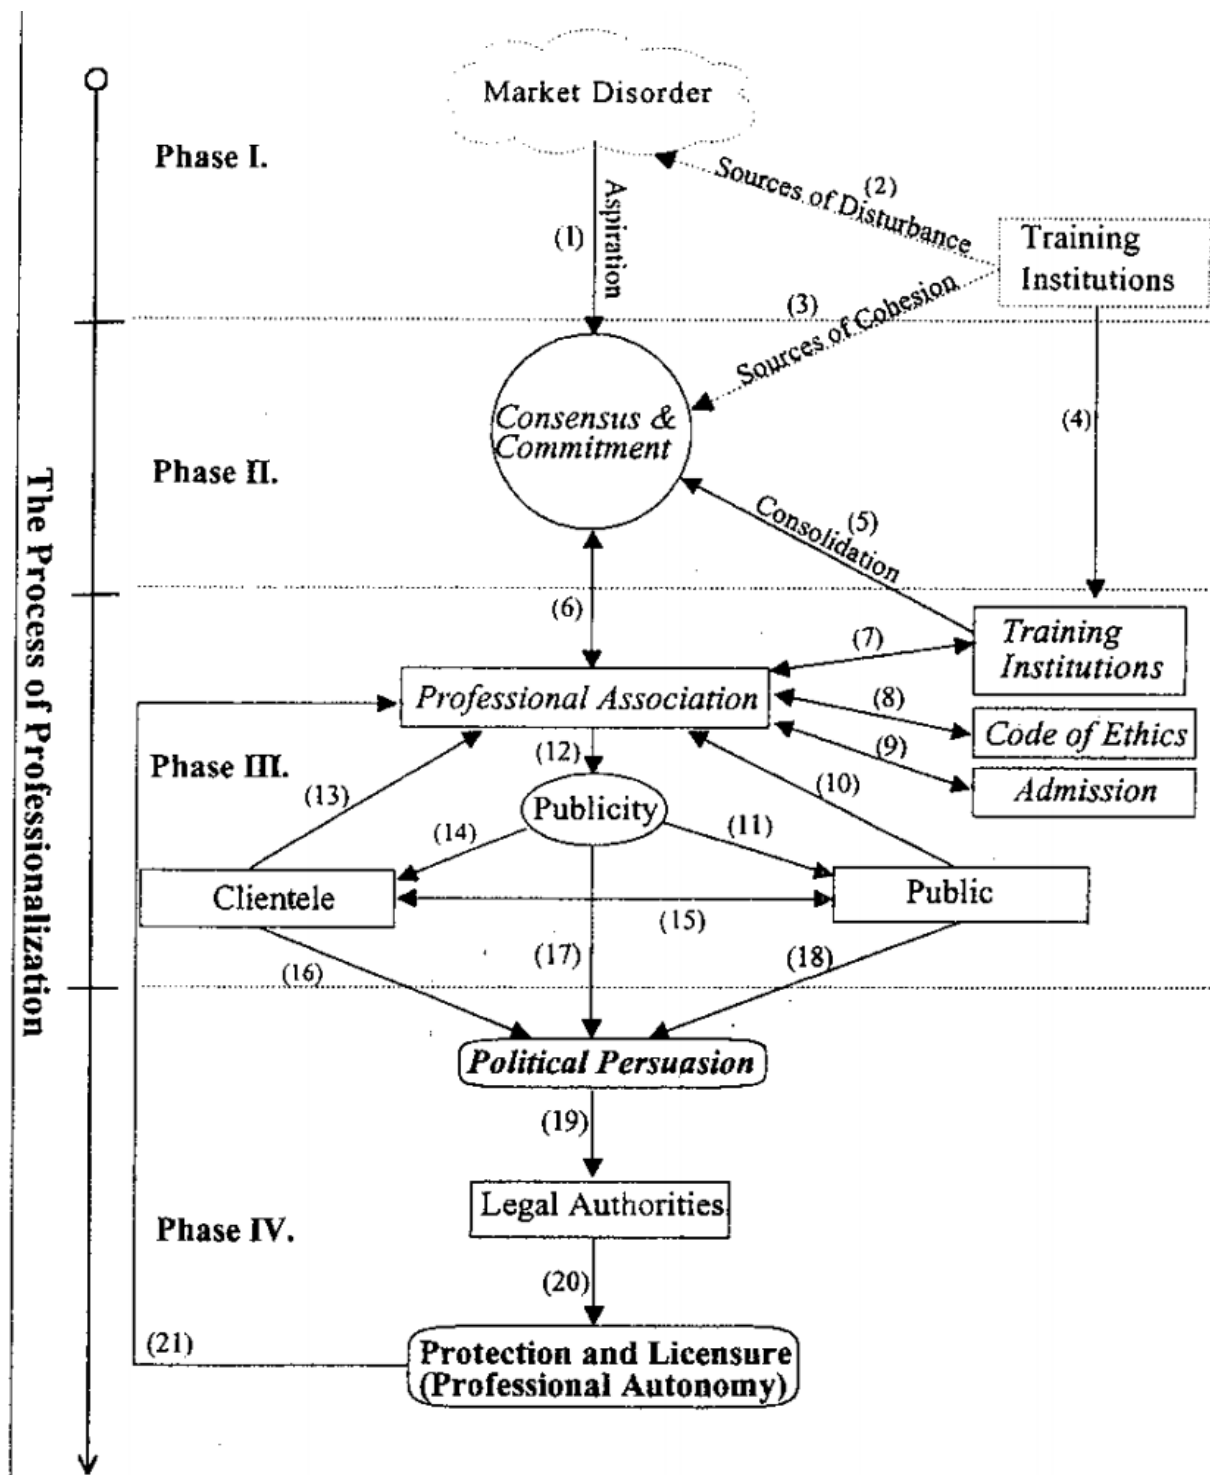 Market Disorder
Phase I.
Sources of Disturbance
(2)
Aspiration
(1)
Training
Institutions
(3)
Sources of Cohesion
Consensus &
Commitment
(4)
Phase II.
The Process of Professionalization
Consolidation
(5)
(6)
Training
Institutions
(7)
Professional Association
(8)
Code of Ethics
(9)
Admission
Phase III.
(12)
(13)
(10)
Publicity
(14)
(11)
Clientele
Public
(15)
(16)
(17)
(18)
Political Persuasion
(19)
Legal Authorities
Phase IV.
(20)
(21)
Protection and Licensure
(Professional Autonomy)